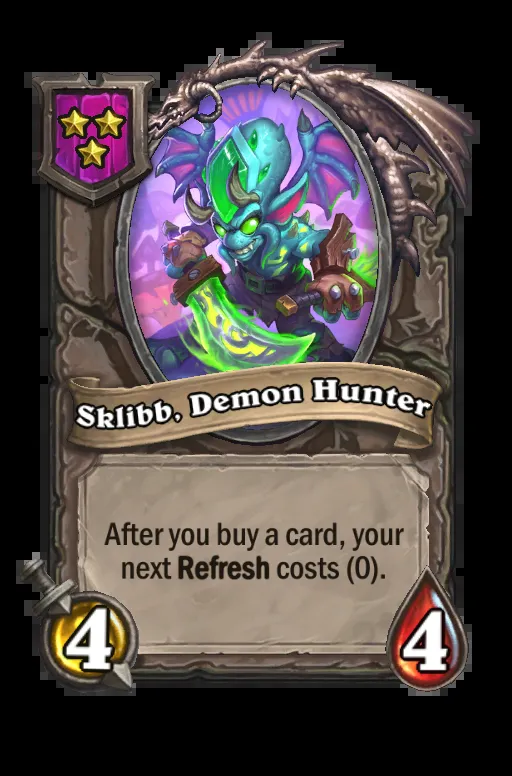 Sklibb, Demon Hunter
After you buy a card, your
next Refresh costs (0).
4
4